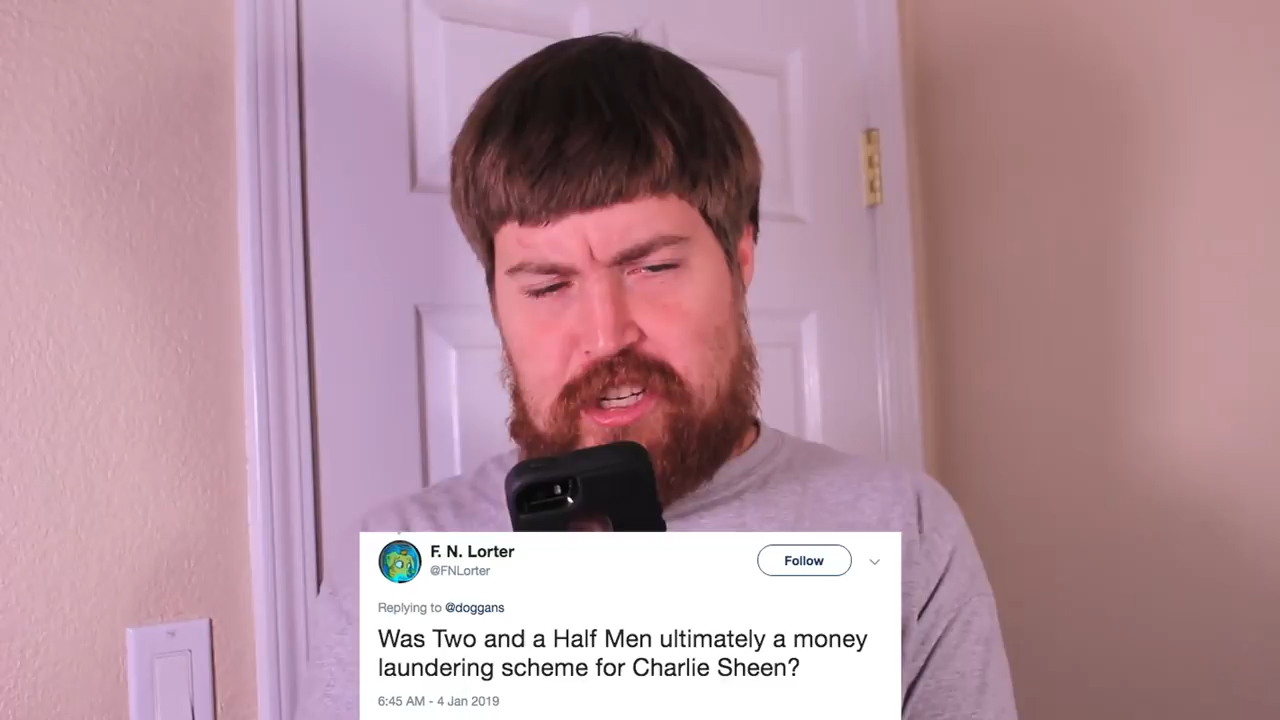 F. N. Lorter
@FNLorter
Follow
Replying to @doggans
Was Two and a Half Men ultimately a money
laundering scheme for Charlie Sheen?
6:45 AM - 4 Jan 2019